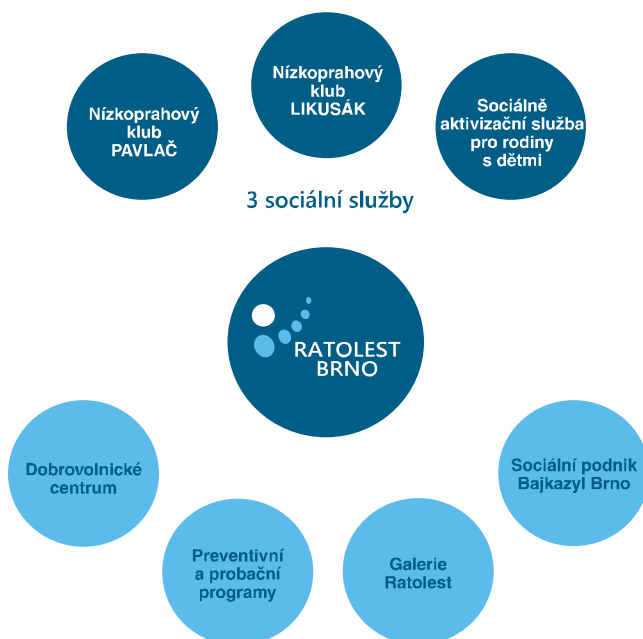 Nízkoprahový
klub
PAVLAČ
Nízkoprahový
klub
LIKUSÁK
Sociálně
aktivizační služba
pro rodiny
s dětmi
3 sociální služby
RATOLEST
BRNO
Dobrovolnické
centrum
Preventivní
a probační
programy
Galerie
Ratolest
Sociální podnik
Bajkazyl Brno